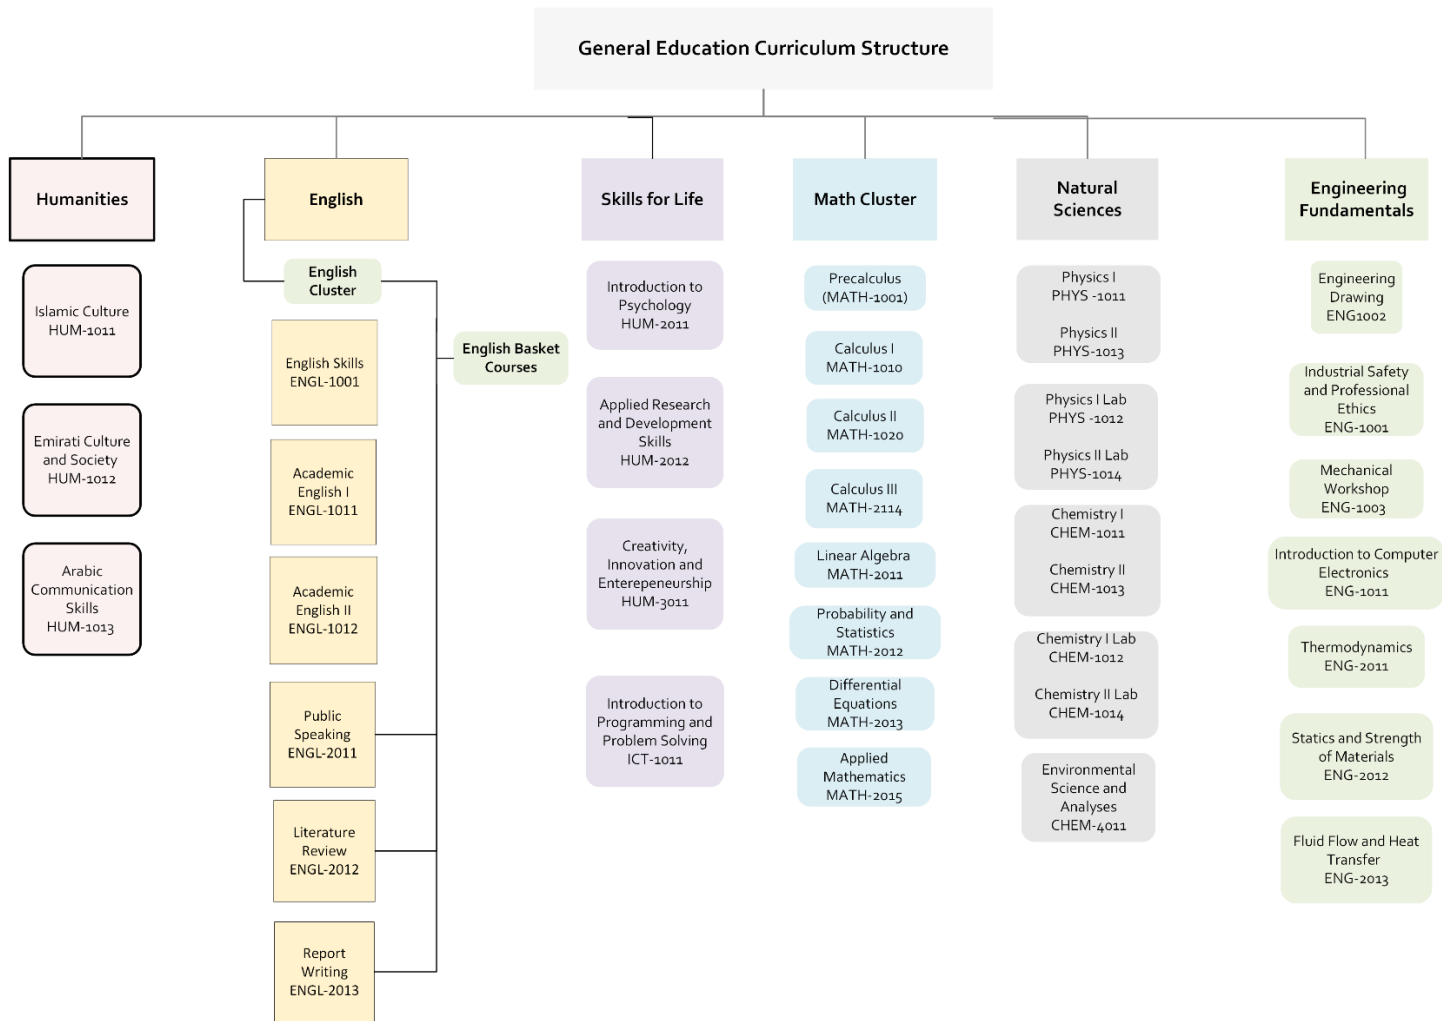 General Education Curriculum Structure
Humanities
Islamic Culture
HUM-1011
Emirati Culture
and Society
HUM-1012
Arabic
Communication
Skills
HUM-1013
English
English
Cluster
English Basket
Courses
English Skills
ENGL-1001
Academic
English I
ENGL-1011
Academic
English II
ENGL-1012
Public
Speaking
ENGL-2011
Literature
Review
ENGL-2012
Report
Writing
ENGL-2013
Skills for Life
Introduction to
Psychology
HUM-2011
Applied Research
and Development
Skills
HUM-2012
Creativity,
Innovation and
Enterepeneurship
HUM-3011
Introduction to
Programming and
Problem Solving
ICT-1011
Math Cluster
Precalculus
(MATH-1001)
Calculus I
MATH-1010
Calculus II
MATH-1020
Calculus III
MATH-2114
Linear Algebra
MATH-2011
Probability and
Statistics
MATH-2012
Differential
Equations
MATH-2013
Applied
Mathematics
MATH-2015
Natural
Sciences
Physics I
PHYS -1011
Physics II
PHYS-1013
Physics I Lab
PHYS -1012
Physics II Lab
PHYS-1014
Chemistry I
CHEM-1011
Chemistry II
CHEM-1013
Chemistry I Lab
CHEM-1012
Chemistry II Lab
CHEM-1014
Environmental
Science and
Analyses
CHEM-4011
Engineering
Fundamentals
Engineering
Drawing
ENG1002
Industrial Safety
and Professional
Ethics
ENG-1001
Mechanical
Workshop
ENG-1003
Introduction to Computer
Electronics
ENG-1011
Thermodynamics
ENG-2011
Statics and Strength
of Materials
ENG-2012
Fluid Flow and Heat
Transfer
ENG-2013